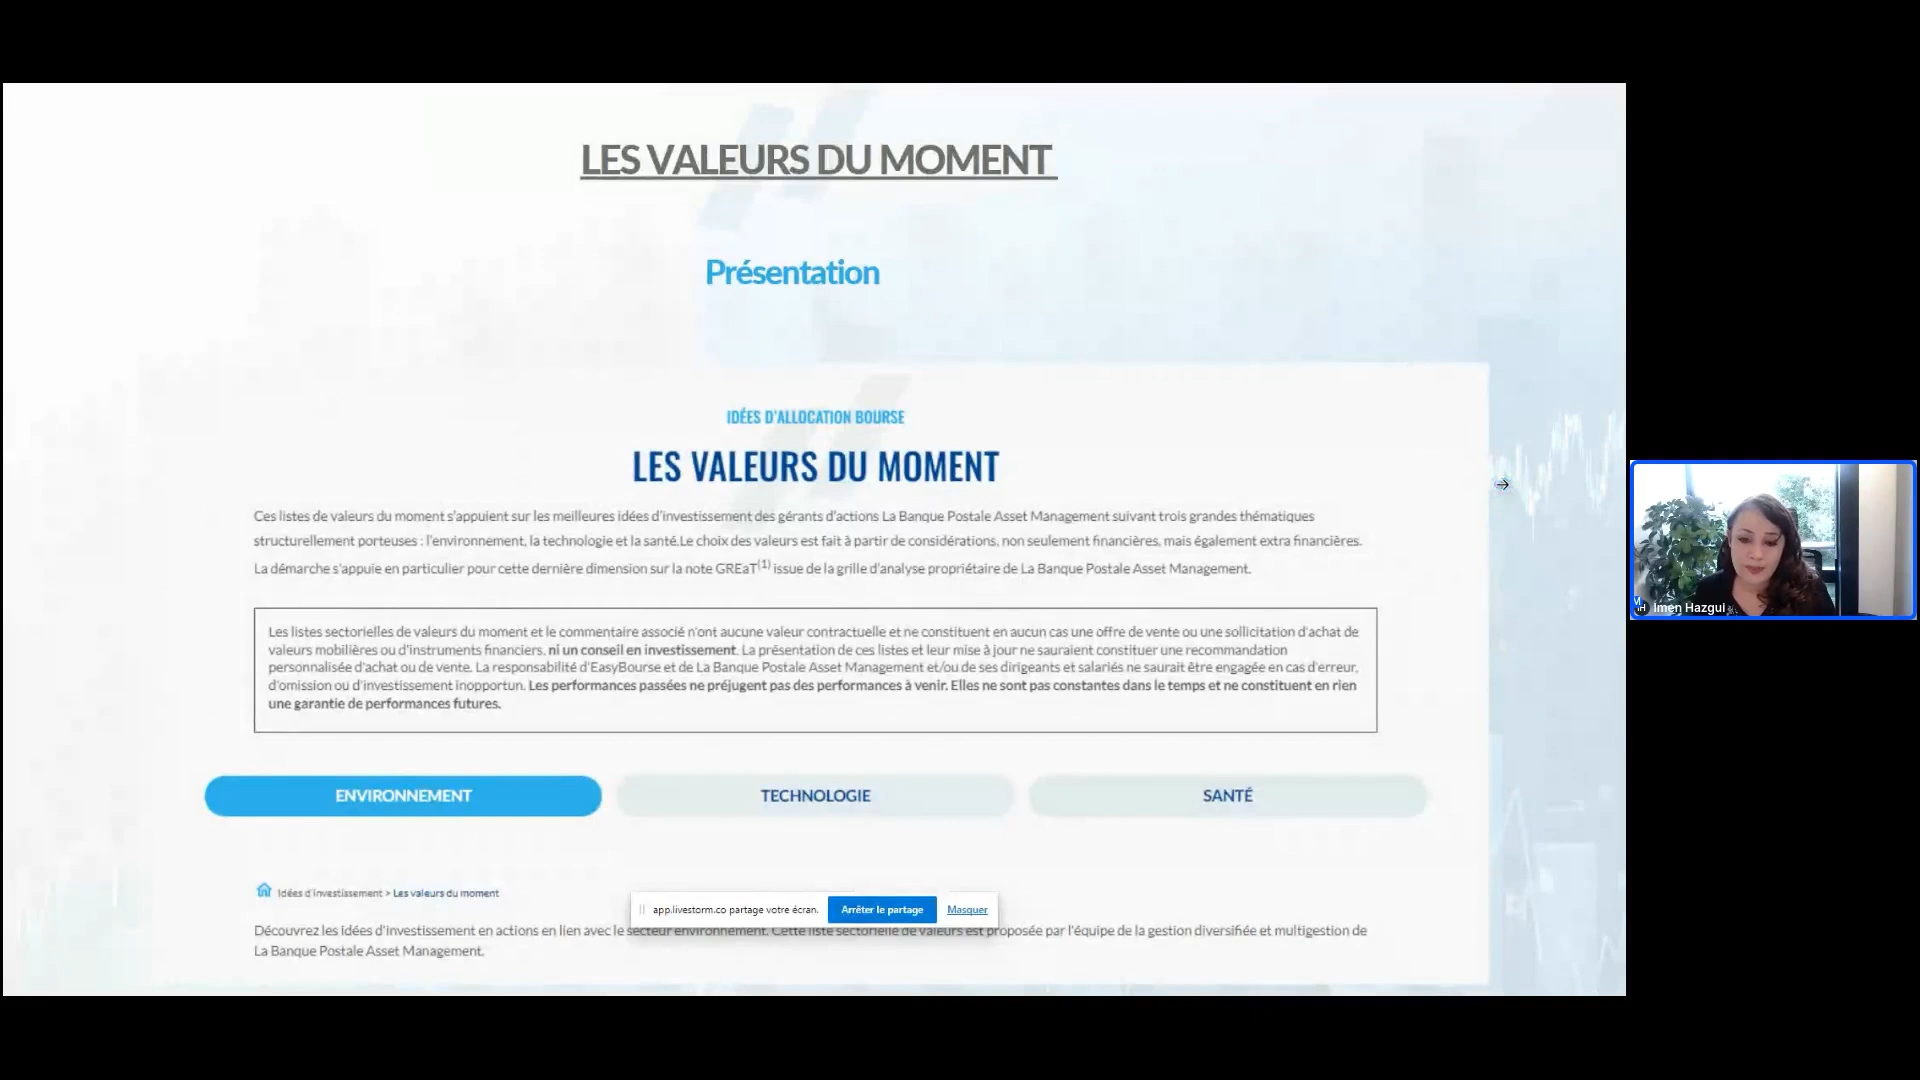 LES VALEURS DU MOMENT
Présentation
IDÉES D'ALLOCATION BOURSE
LES VALEURS DU MOMENT
Ces listes de valeurs du moment s'appuient sur les meilleures idées d'investissement des gérants d'actions La Banque Postale Asset Management suivant trois grandes thématiques
structurellement porteuses : l'environnement, la technologie et la santé.Le choix des valeurs est fait à partir de considérations, non seulement financières, mais également extra financières.
La démarche s'appuie en particulier pour cette dernière dimension sur la note GREaT(1) issue de la grille d'analyse propriétaire de La Banque Postale Asset Management.
Les listes sectorielles de valeurs du moment et le commentaire associé n'ont aucune valeur contractuelle et ne constituent en aucun cas une offre de vente ou une sollicitation d'achat de
valeurs mobilières ou d'instruments financiers, ni un conseil en investissement. La présentation de ces listes et leur mise à jour ne sauraient constituer une recommandation
personnalisée d'achat ou de vente. La responsabilité d'EasyBourse et de La Banque Postale Asset Management et/ou de ses dirigeants et salariés ne saurait être engagée en cas d'erreur,
d'omission ou d'investissement inopportun. Les performances passées ne préjugent pas des performances à venir. Elles ne sont pas constantes dans le temps et ne constituent en rien
une garantie de performances futures.
ENVIRONNEMENT
TECHNOLOGIE
SANTÉ
Idées d'investissement > Les valeurs du moment
app.livestorm.co partage votre écran.
Arrêter le partage
Masquer
Découvrez les idées d'investissement en actions en lien avec le secteur environnement. Cette liste sectorielle de valeurs est proposée par l'équipe de la gestion diversifiée et multigestion de
La Banque Postale Asset Management.
Imen Hazgui